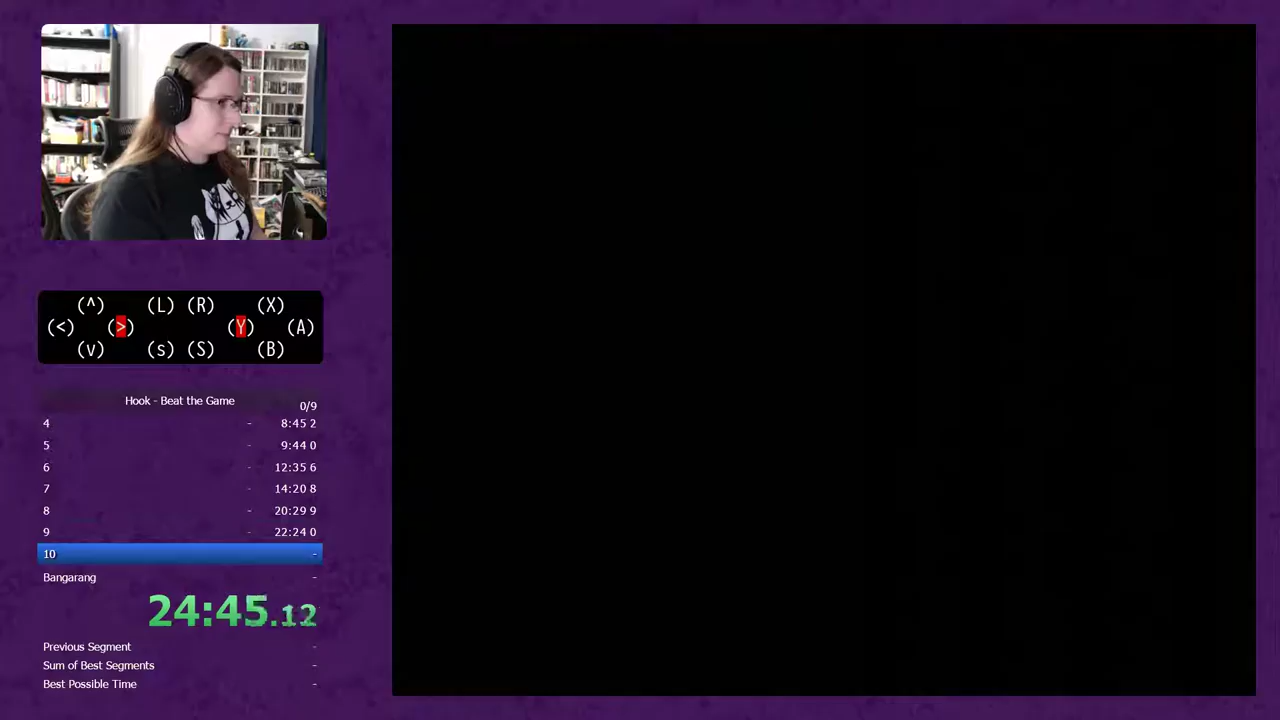 (^) (L) (R) (X)
(<) (>) (Y) (A)
(v) (s) (S) (B)
Hook - Beat the Game
0/9
4 - 8:45 2
5 - 9:44 0
6 - 12:35 6
7 - 14:20 8
8 - 20:29 9
9 - 22:24 0
10 -
Bangarang -
24:45.12
Previous Segment -
Sum of Best Segments -
Best Possible Time -